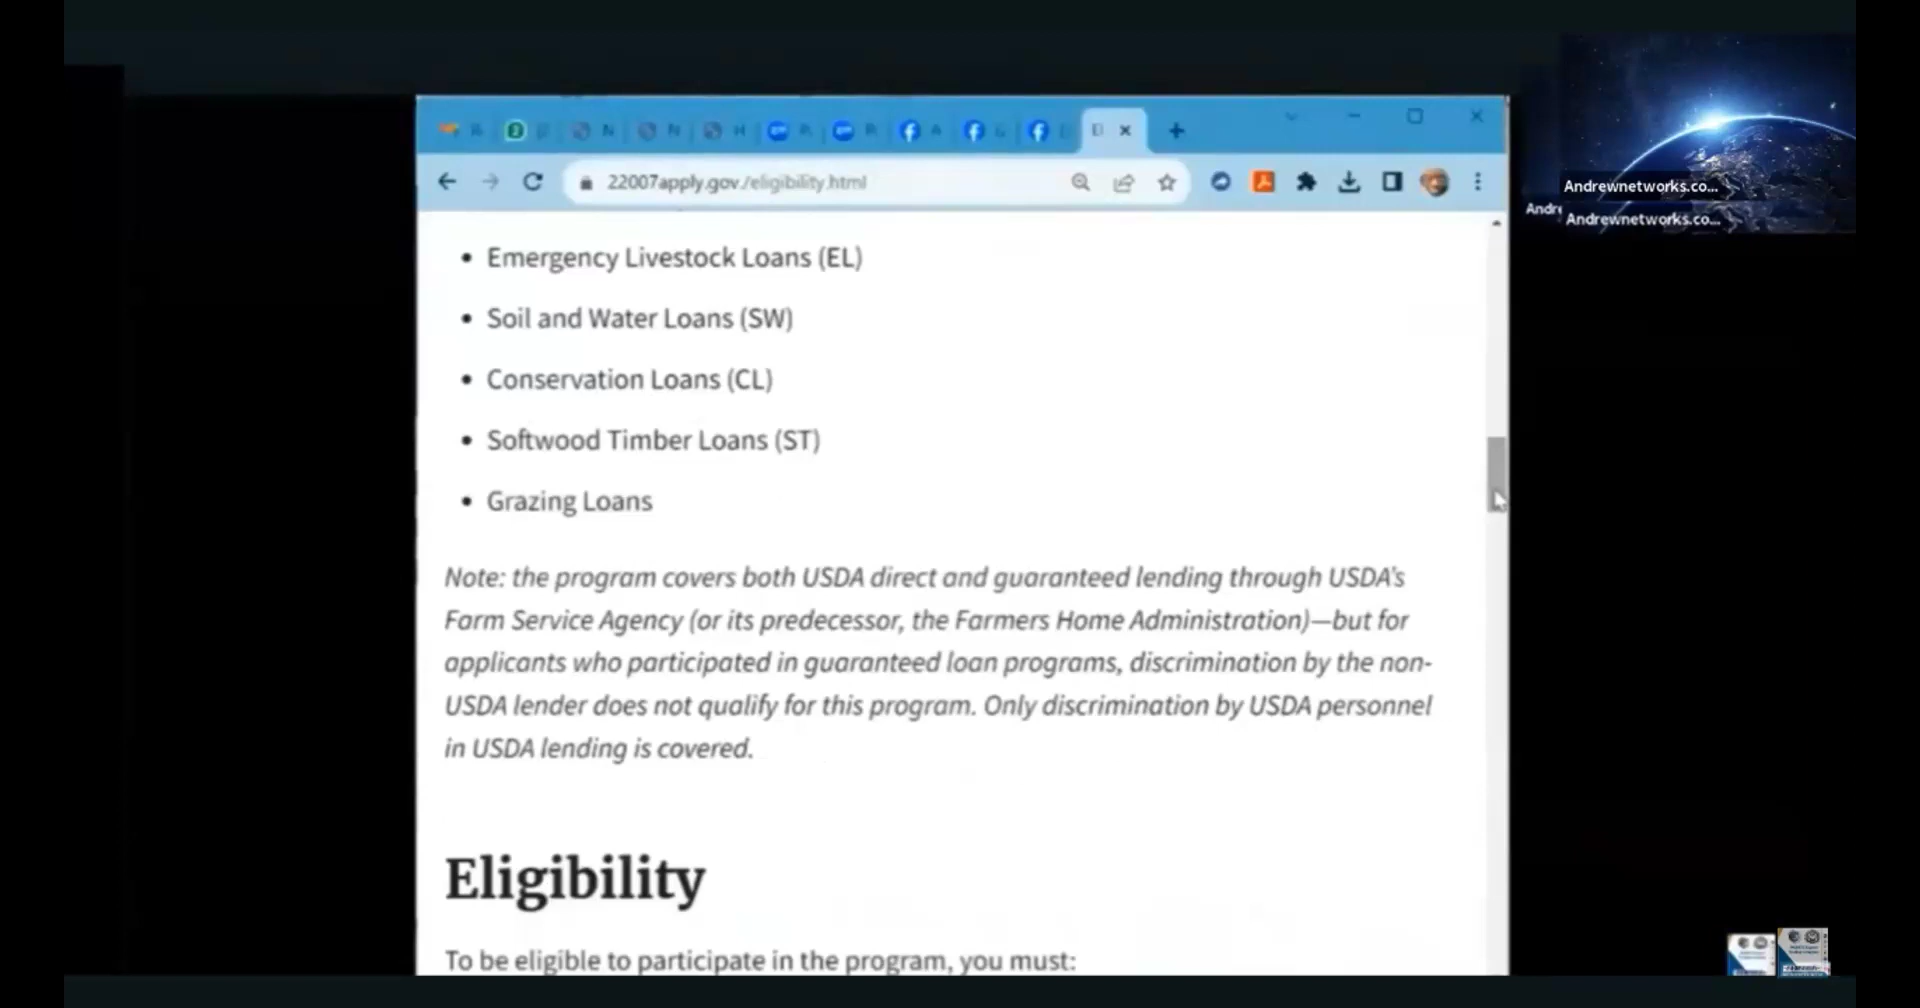 22007apply.gov./eligibility.html
Andrewnetworks.co...
Andre
Andrewnetworks.co...
• Emergency Livestock Loans (EL)
• Soil and Water Loans (SW)
• Conservation Loans (CL)
• Softwood Timber Loans (ST)
• Grazing Loans
Note: the program covers both USDA direct and guaranteed lending through USDA's
Farm Service Agency (or its predecessor, the Farmers Home Administration)—but for
applicants who participated in guaranteed loan programs, discrimination by the non-
USDA lender does not qualify for this program. Only discrimination by USDA personnel
in USDA lending is covered.
Eligibility
To be eligible to participate in the program, you must: